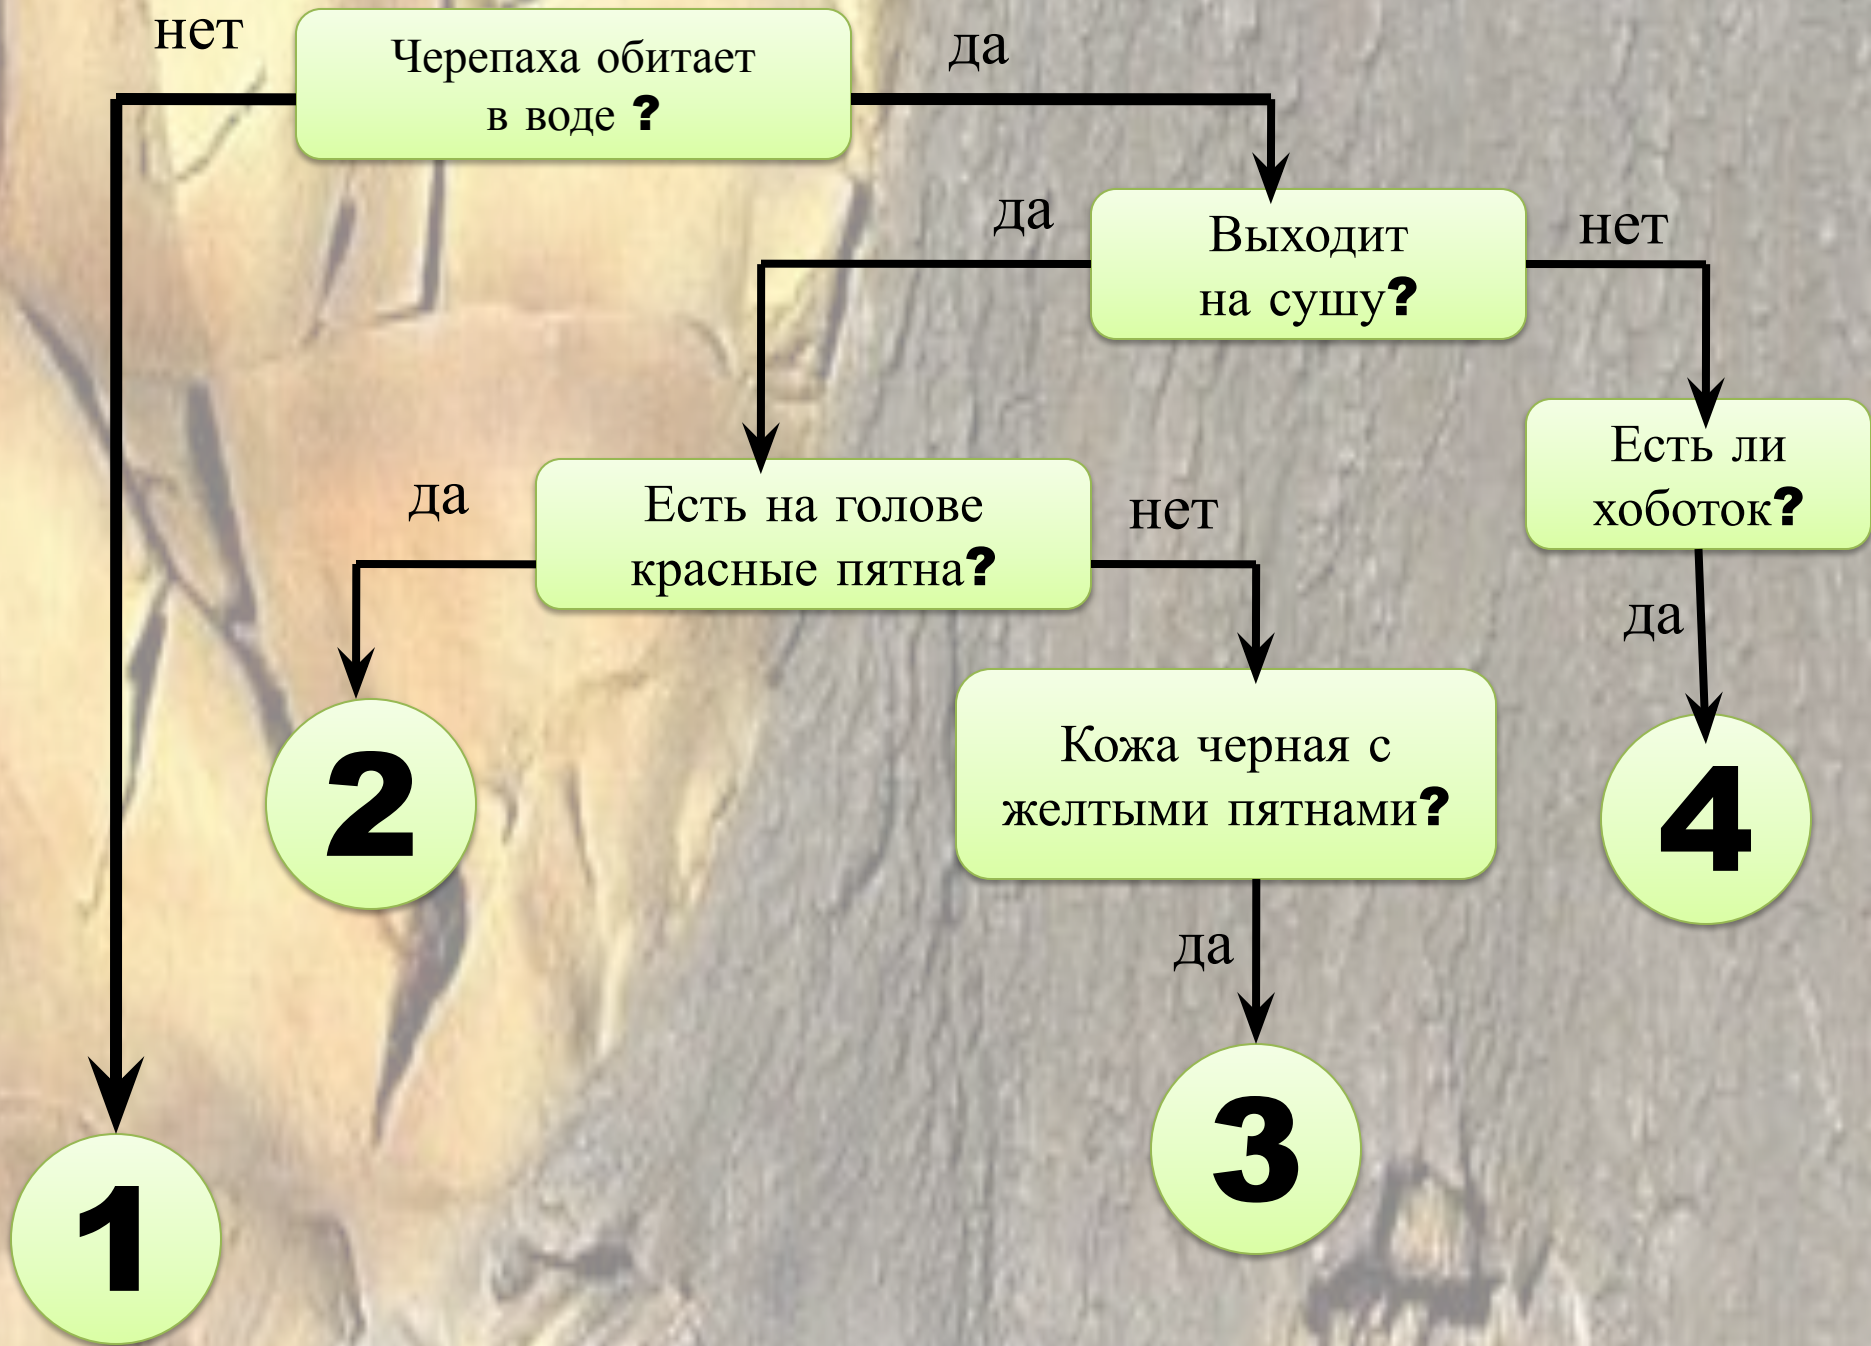 нет
Черепаха обитает
в воде ?
да
да
Выходит
на сушу?
нет
Есть ли
хоботок?
да
Есть на голове
красные пятна?
нет
да
2
Кожа черная с
желтыми пятнами?
4
да
3
1